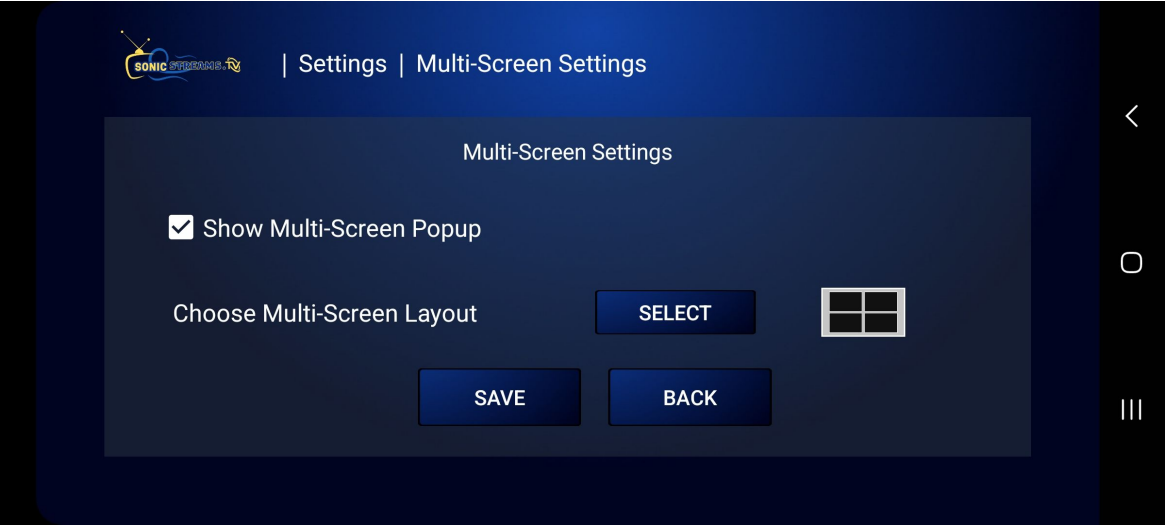 SONIC STREAMS.TV | Settings | Multi-Screen Settings
Multi-Screen Settings
Show Multi-Screen Popup
Choose Multi-Screen Layout SELECT
SAVE BACK